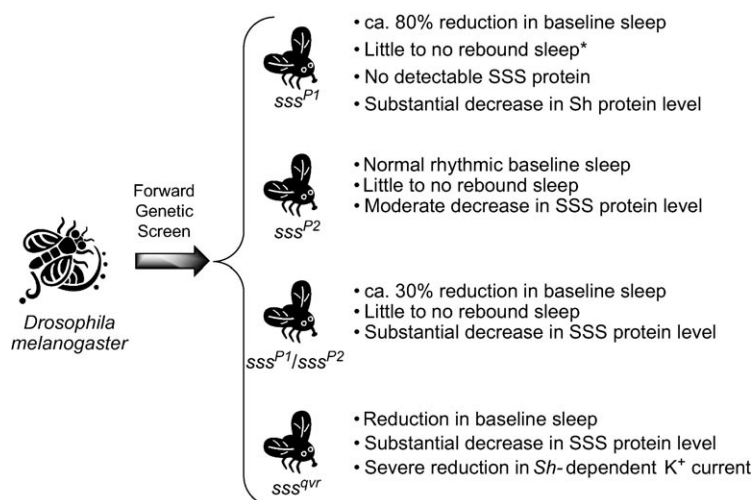 • ca. 80% reduction in baseline sleep
• Little to no rebound sleep*
• No detectable SSS protein
• Substantial decrease in Sh protein level
sss^P1
• Normal rhythmic baseline sleep
• Little to no rebound sleep
• Moderate decrease in SSS protein level
sss^P2
Forward
Genetic
Screen
Drosophila
melanogaster
• ca. 30% reduction in baseline sleep
• Little to no rebound sleep
• Substantial decrease in SSS protein level
sss^P1/sss^P2
• Reduction in baseline sleep
• Substantial decrease in SSS protein level
• Severe reduction in Sh-dependent K⁺ current
sss^qvr